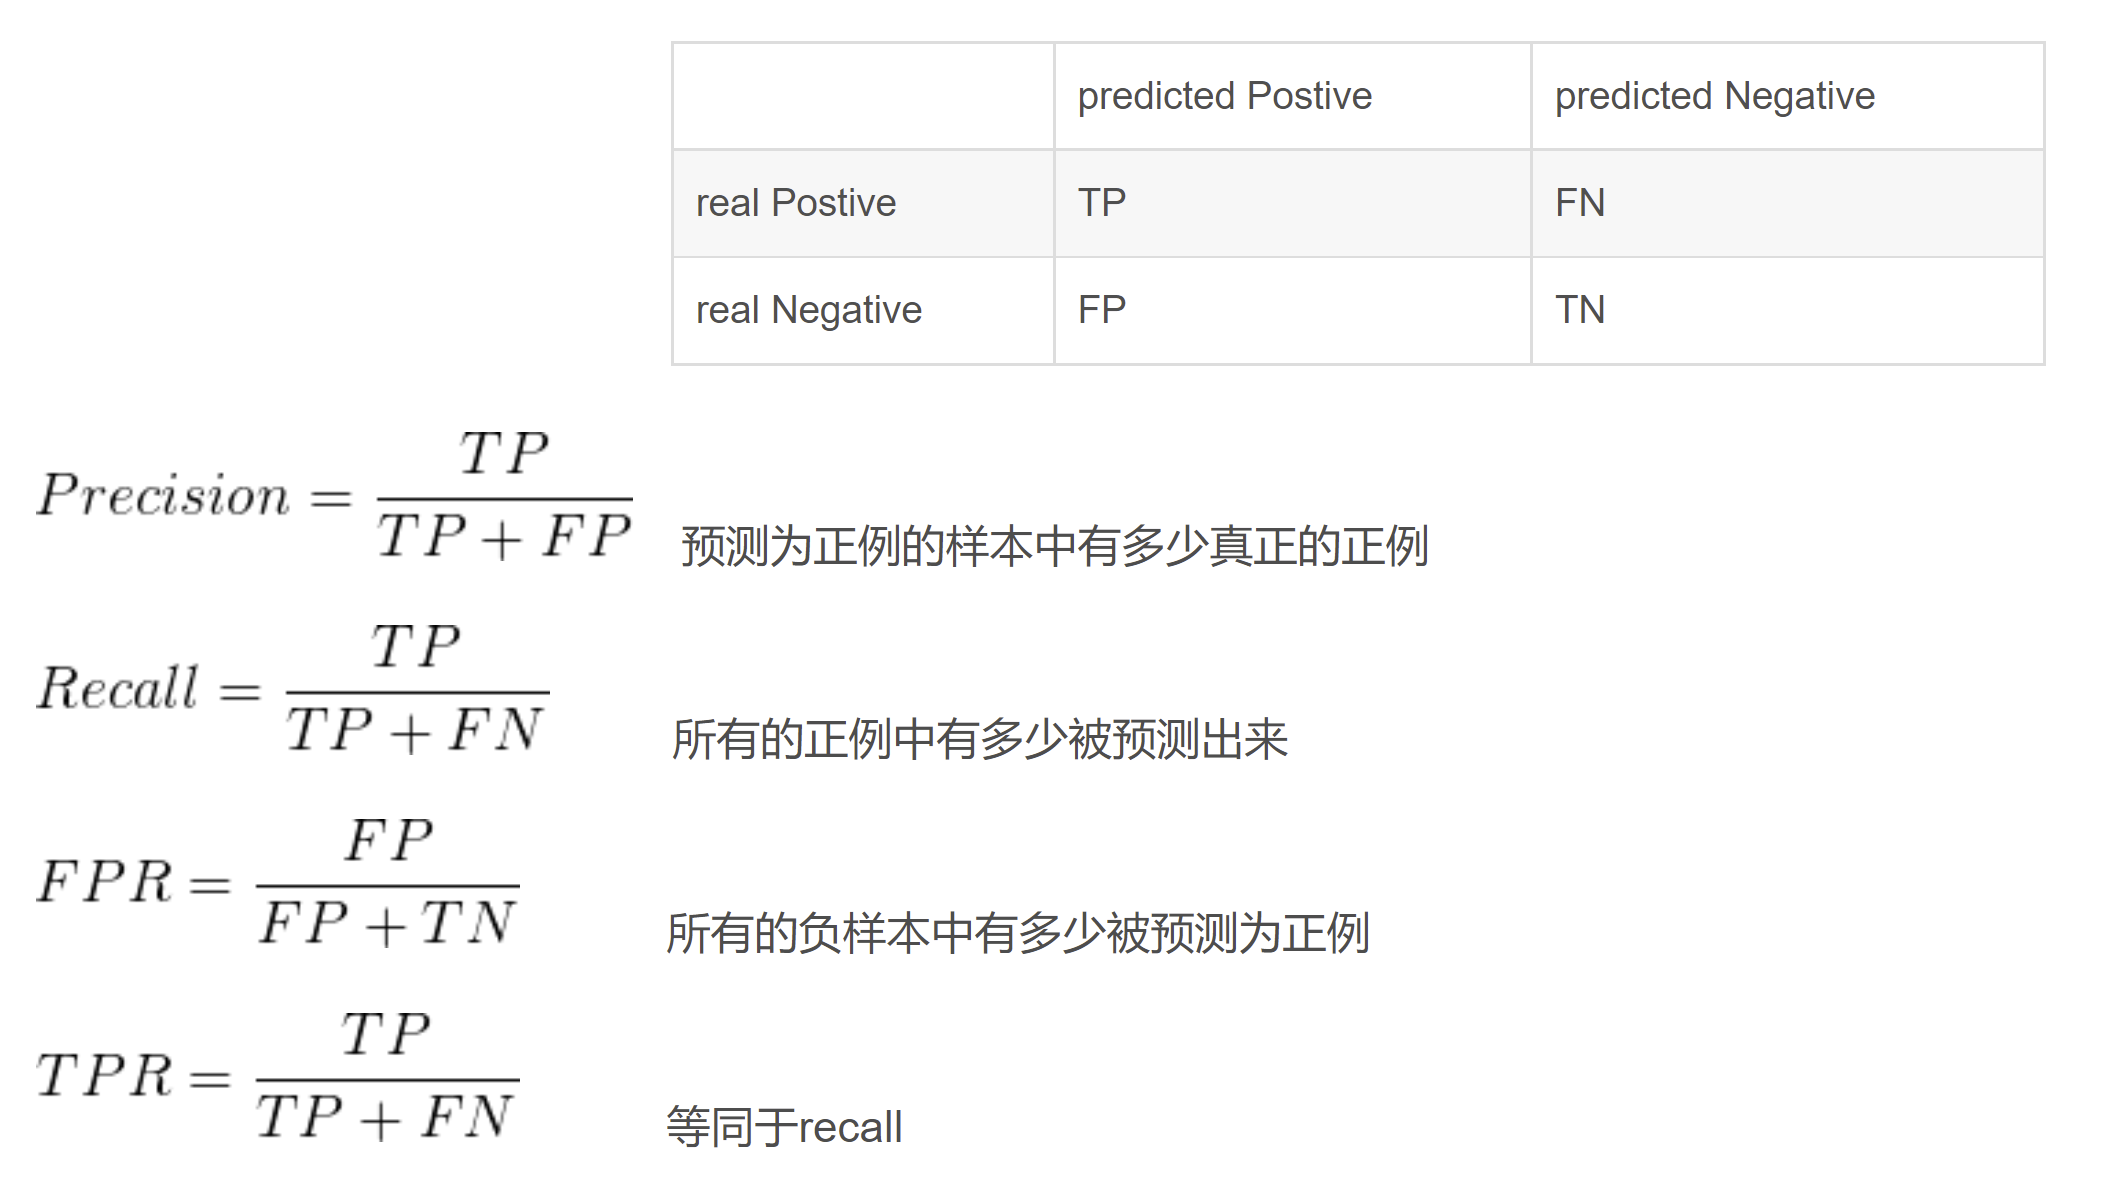 predicted Postive predicted Negative
real Postive TP FN
real Negative FP TN
Precision = TP / (TP + FP) 预测为正例的样本中有多少真正的正例
Recall = TP / (TP + FN) 所有的正例中有多少被预测出来
FPR = FP / (FP + TN) 所有的负样本中有多少被预测为正例
TPR = TP / (TP + FN) 等同于recall